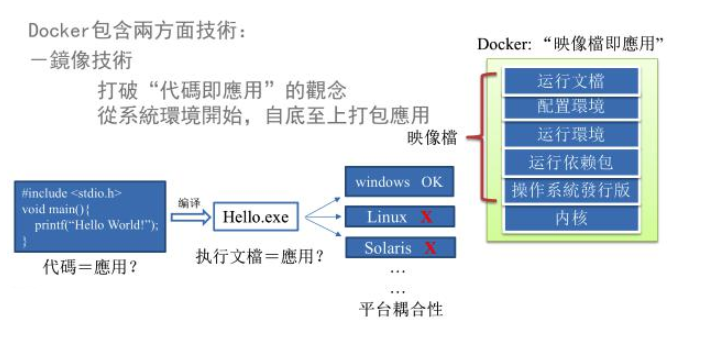 Docker包含兩方面技術：
－鏡像技術
打破“代碼即應用”的觀念
從系統環境開始，自底至上打包應用
Docker: “映像檔即應用”
运行文檔
配置環境
运行環境
运行依赖包
操作系統發行版
内核
映像檔
#include <stdio.h>
void main(){
printf(“Hello World!”);
}
代碼＝應用？
编译
Hello.exe
执行文檔＝應用？
windows OK
Linux X
Solaris X
…
…
平台耦合性